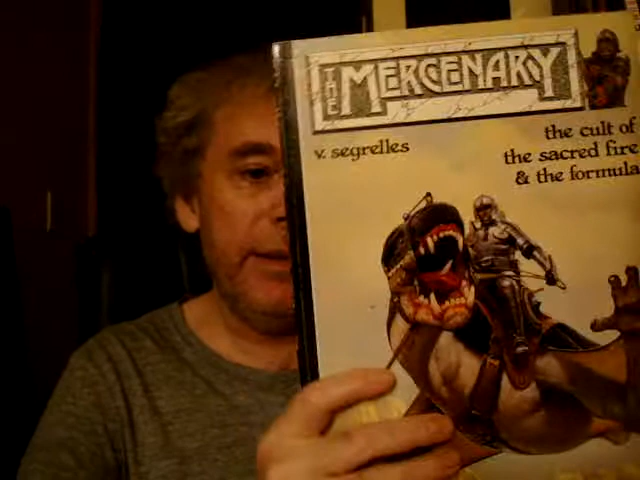 THE MERCENARY
v. segrelles
the cult of
the sacred fire
& the formula